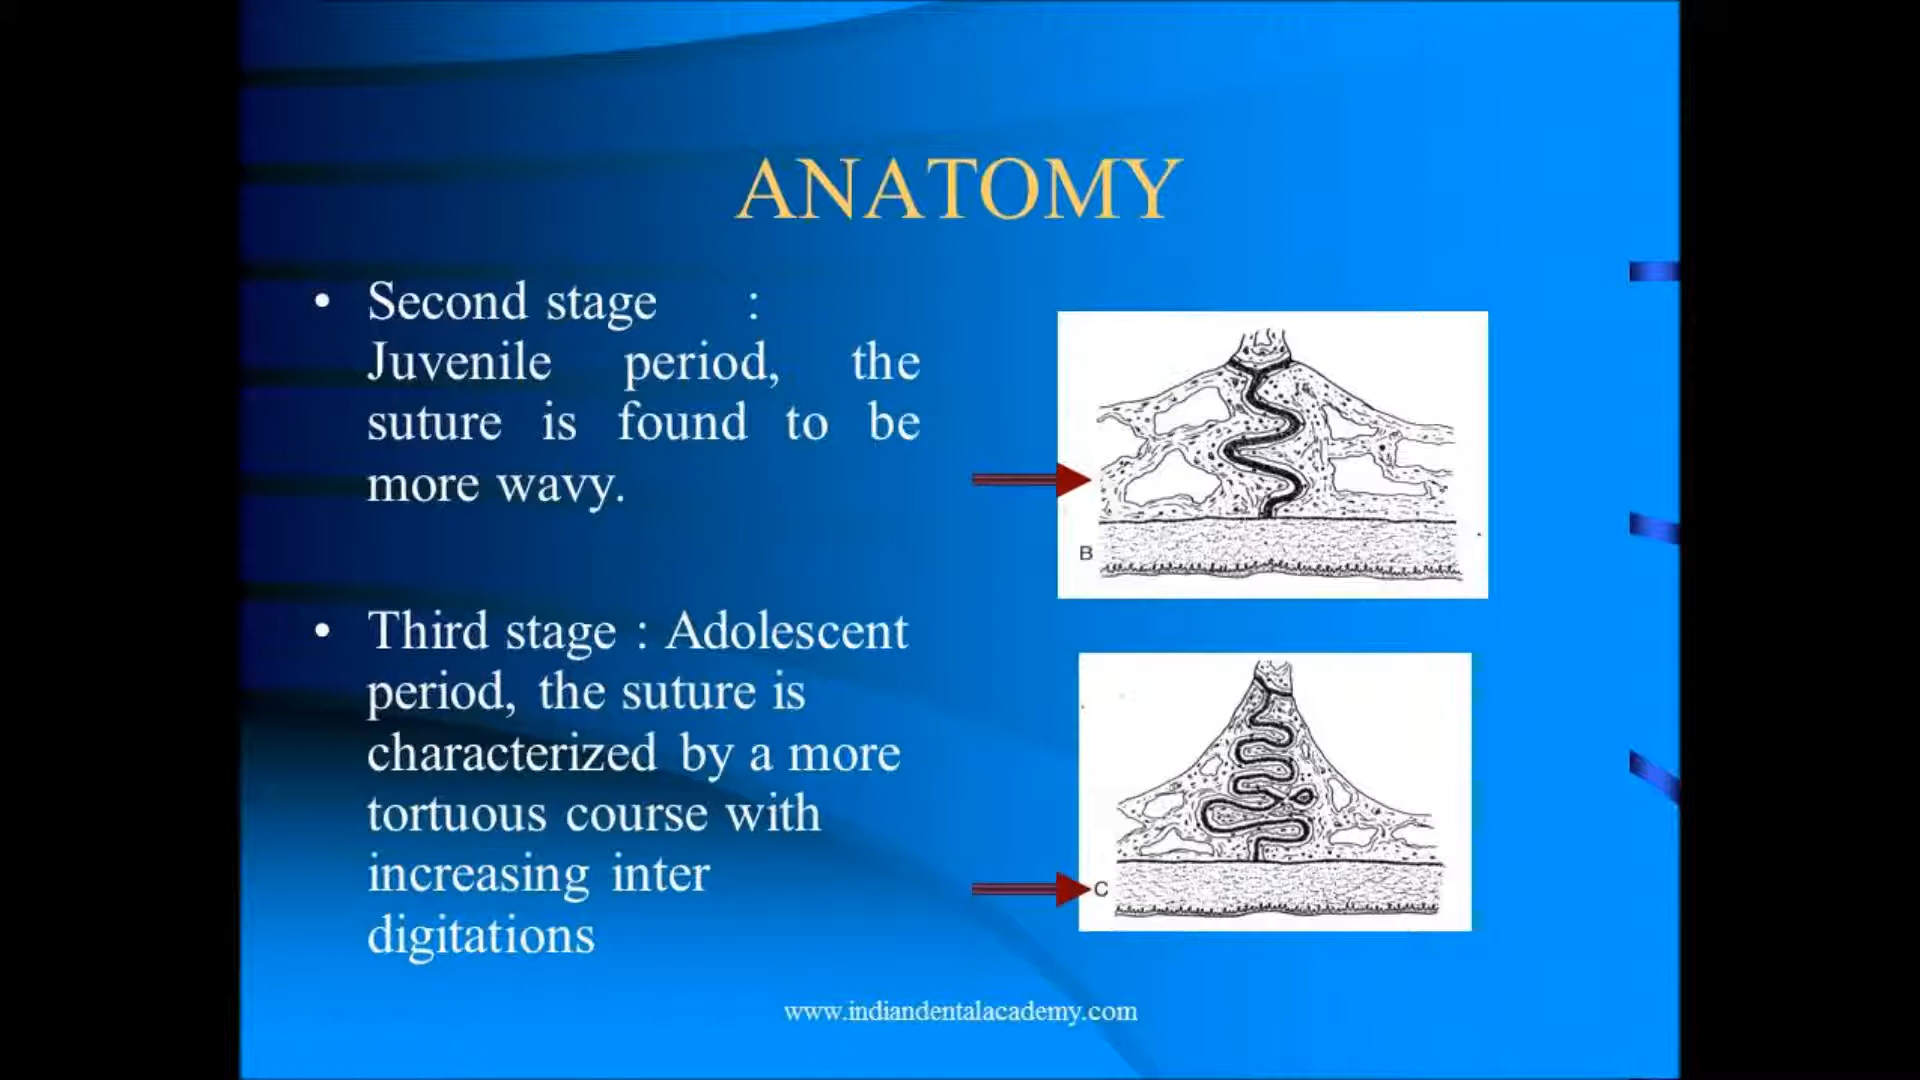 ANATOMY
• Second stage :
Juvenile period, the
suture is found to be
more wavy.
B
• Third stage : Adolescent
period, the suture is
characterized by a more
tortuous course with
increasing inter
digitations
C
www.indiandentalacademy.com